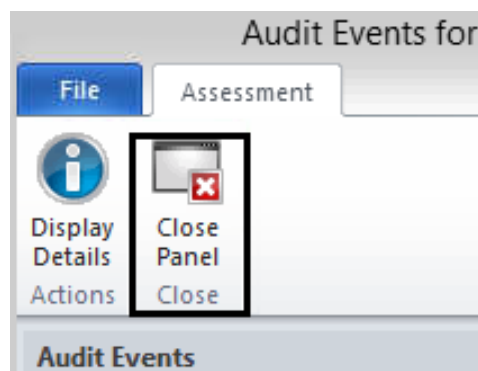 Audit Events for
File Assessment
Display Close
Details Panel
Actions Close
Audit Events